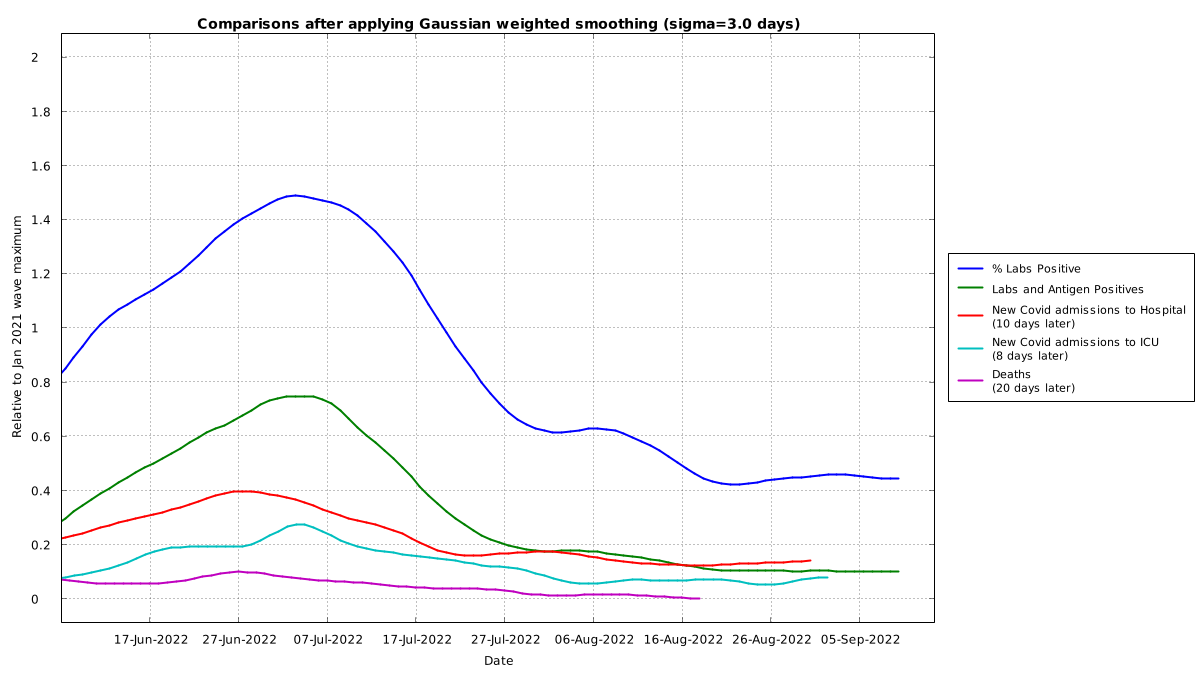 Comparisons after applying Gaussian weighted smoothing (sigma=3.0 days)
Relative to Jan 2021 wave maximum
2
1.8
1.6
1.4
1.2
1
0.8
0.6
0.4
0.2
0
17-Jun-2022
27-Jun-2022
07-Jul-2022
17-Jul-2022
27-Jul-2022
06-Aug-2022
16-Aug-2022
26-Aug-2022
05-Sep-2022
Date
% Labs Positive
Labs and Antigen Positives
New Covid admissions to Hospital
(10 days later)
New Covid admissions to ICU
(8 days later)
Deaths
(20 days later)